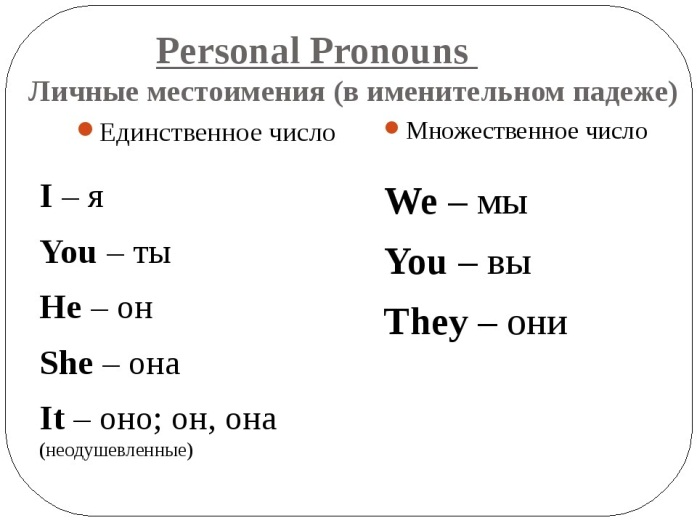 Personal Pronouns
Личные местоимения (в именительном падеже)
Единственное число
I – я
You – ты
He – он
She – она
It – оно; он, она
(неодушевленные)
Множественное число
We – мы
You – вы
They – они